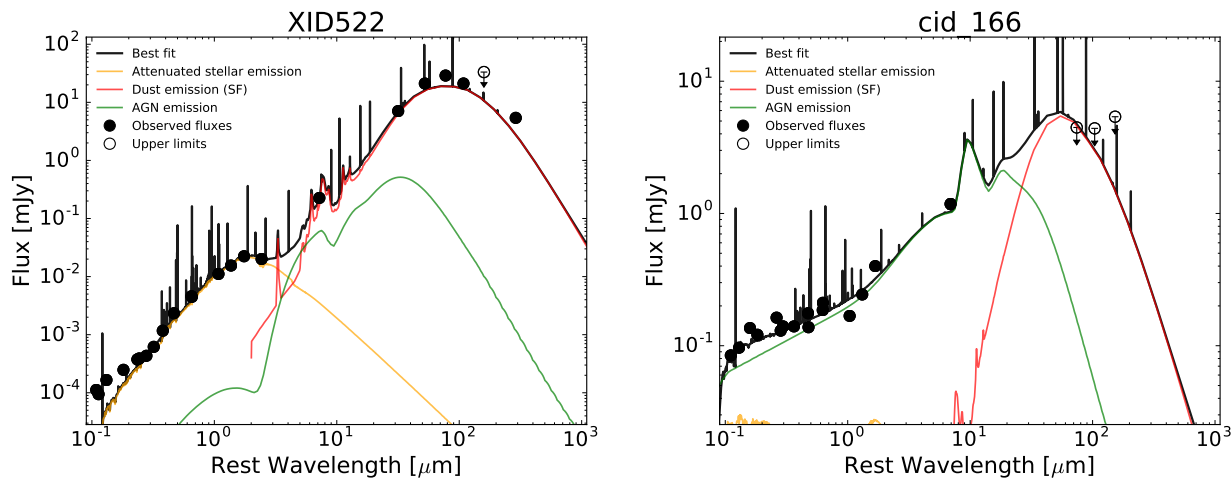 XID522
10²
10¹
10⁰
10⁻¹
10⁻²
10⁻³
10⁻⁴
Flux [mJy]
Best fit
Attenuated stellar emission
Dust emission (SF)
AGN emission
Observed fluxes
Upper limits
10⁻¹ 10⁰ 10¹ 10² 10³
Rest Wavelength [μm]
cid_166
10¹
10⁰
10⁻¹
Flux [mJy]
Best fit
Attenuated stellar emission
Dust emission (SF)
AGN emission
Observed fluxes
Upper limits
10⁻¹ 10⁰ 10¹ 10² 10³
Rest Wavelength [μm]